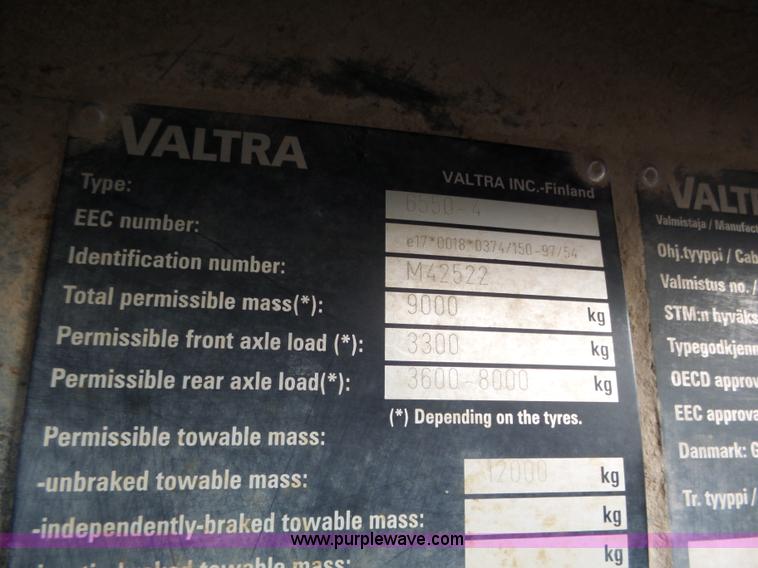 VALTRA
VALTRA INC.-Finland
Type: 6550-4
EEC number: e17*0018*0374/150-97/54
Identification number: M42522
Total permissible mass(*): 9000 kg
Permissible front axle load (*): 3300 kg
Permissible rear axle load(*): 3600-8000 kg
(*) Depending on the tyres.
Permissible towable mass:
-unbraked towable mass: 12000 kg
-independently-braked towable mass: kg
braked towable mass: kg
VALT
Valmistaja / Manufac
Ohj.tyyppi / Cab
Valmistus no. /
STM:n hyväks
Typegodkjenn
OECD approv
EEC approva
Danmark: G
Tr. tyyppi /
www.purplewave.com